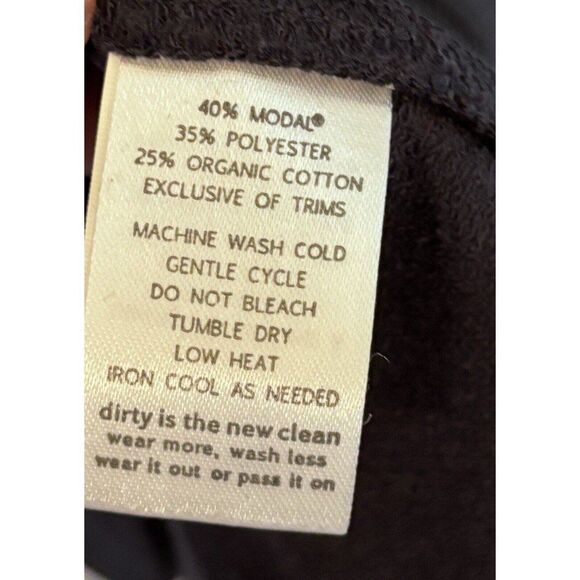 40% MODAL®
35% POLYESTER
25% ORGANIC COTTON
EXCLUSIVE OF TRIMS
MACHINE WASH COLD
GENTLE CYCLE
DO NOT BLEACH
TUMBLE DRY
LOW HEAT
IRON COOL AS NEEDED
dirty is the new clean
wear more, wash less
wear it out or pass it on